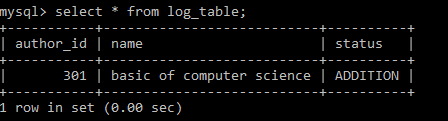 mysql> select * from log_table;
+-----------+---------------------------+----------+
| author_id | name                      | status   |
+-----------+---------------------------+----------+
|       301 | basic of computer science | ADDITION |
+-----------+---------------------------+----------+
1 row in set (0.00 sec)